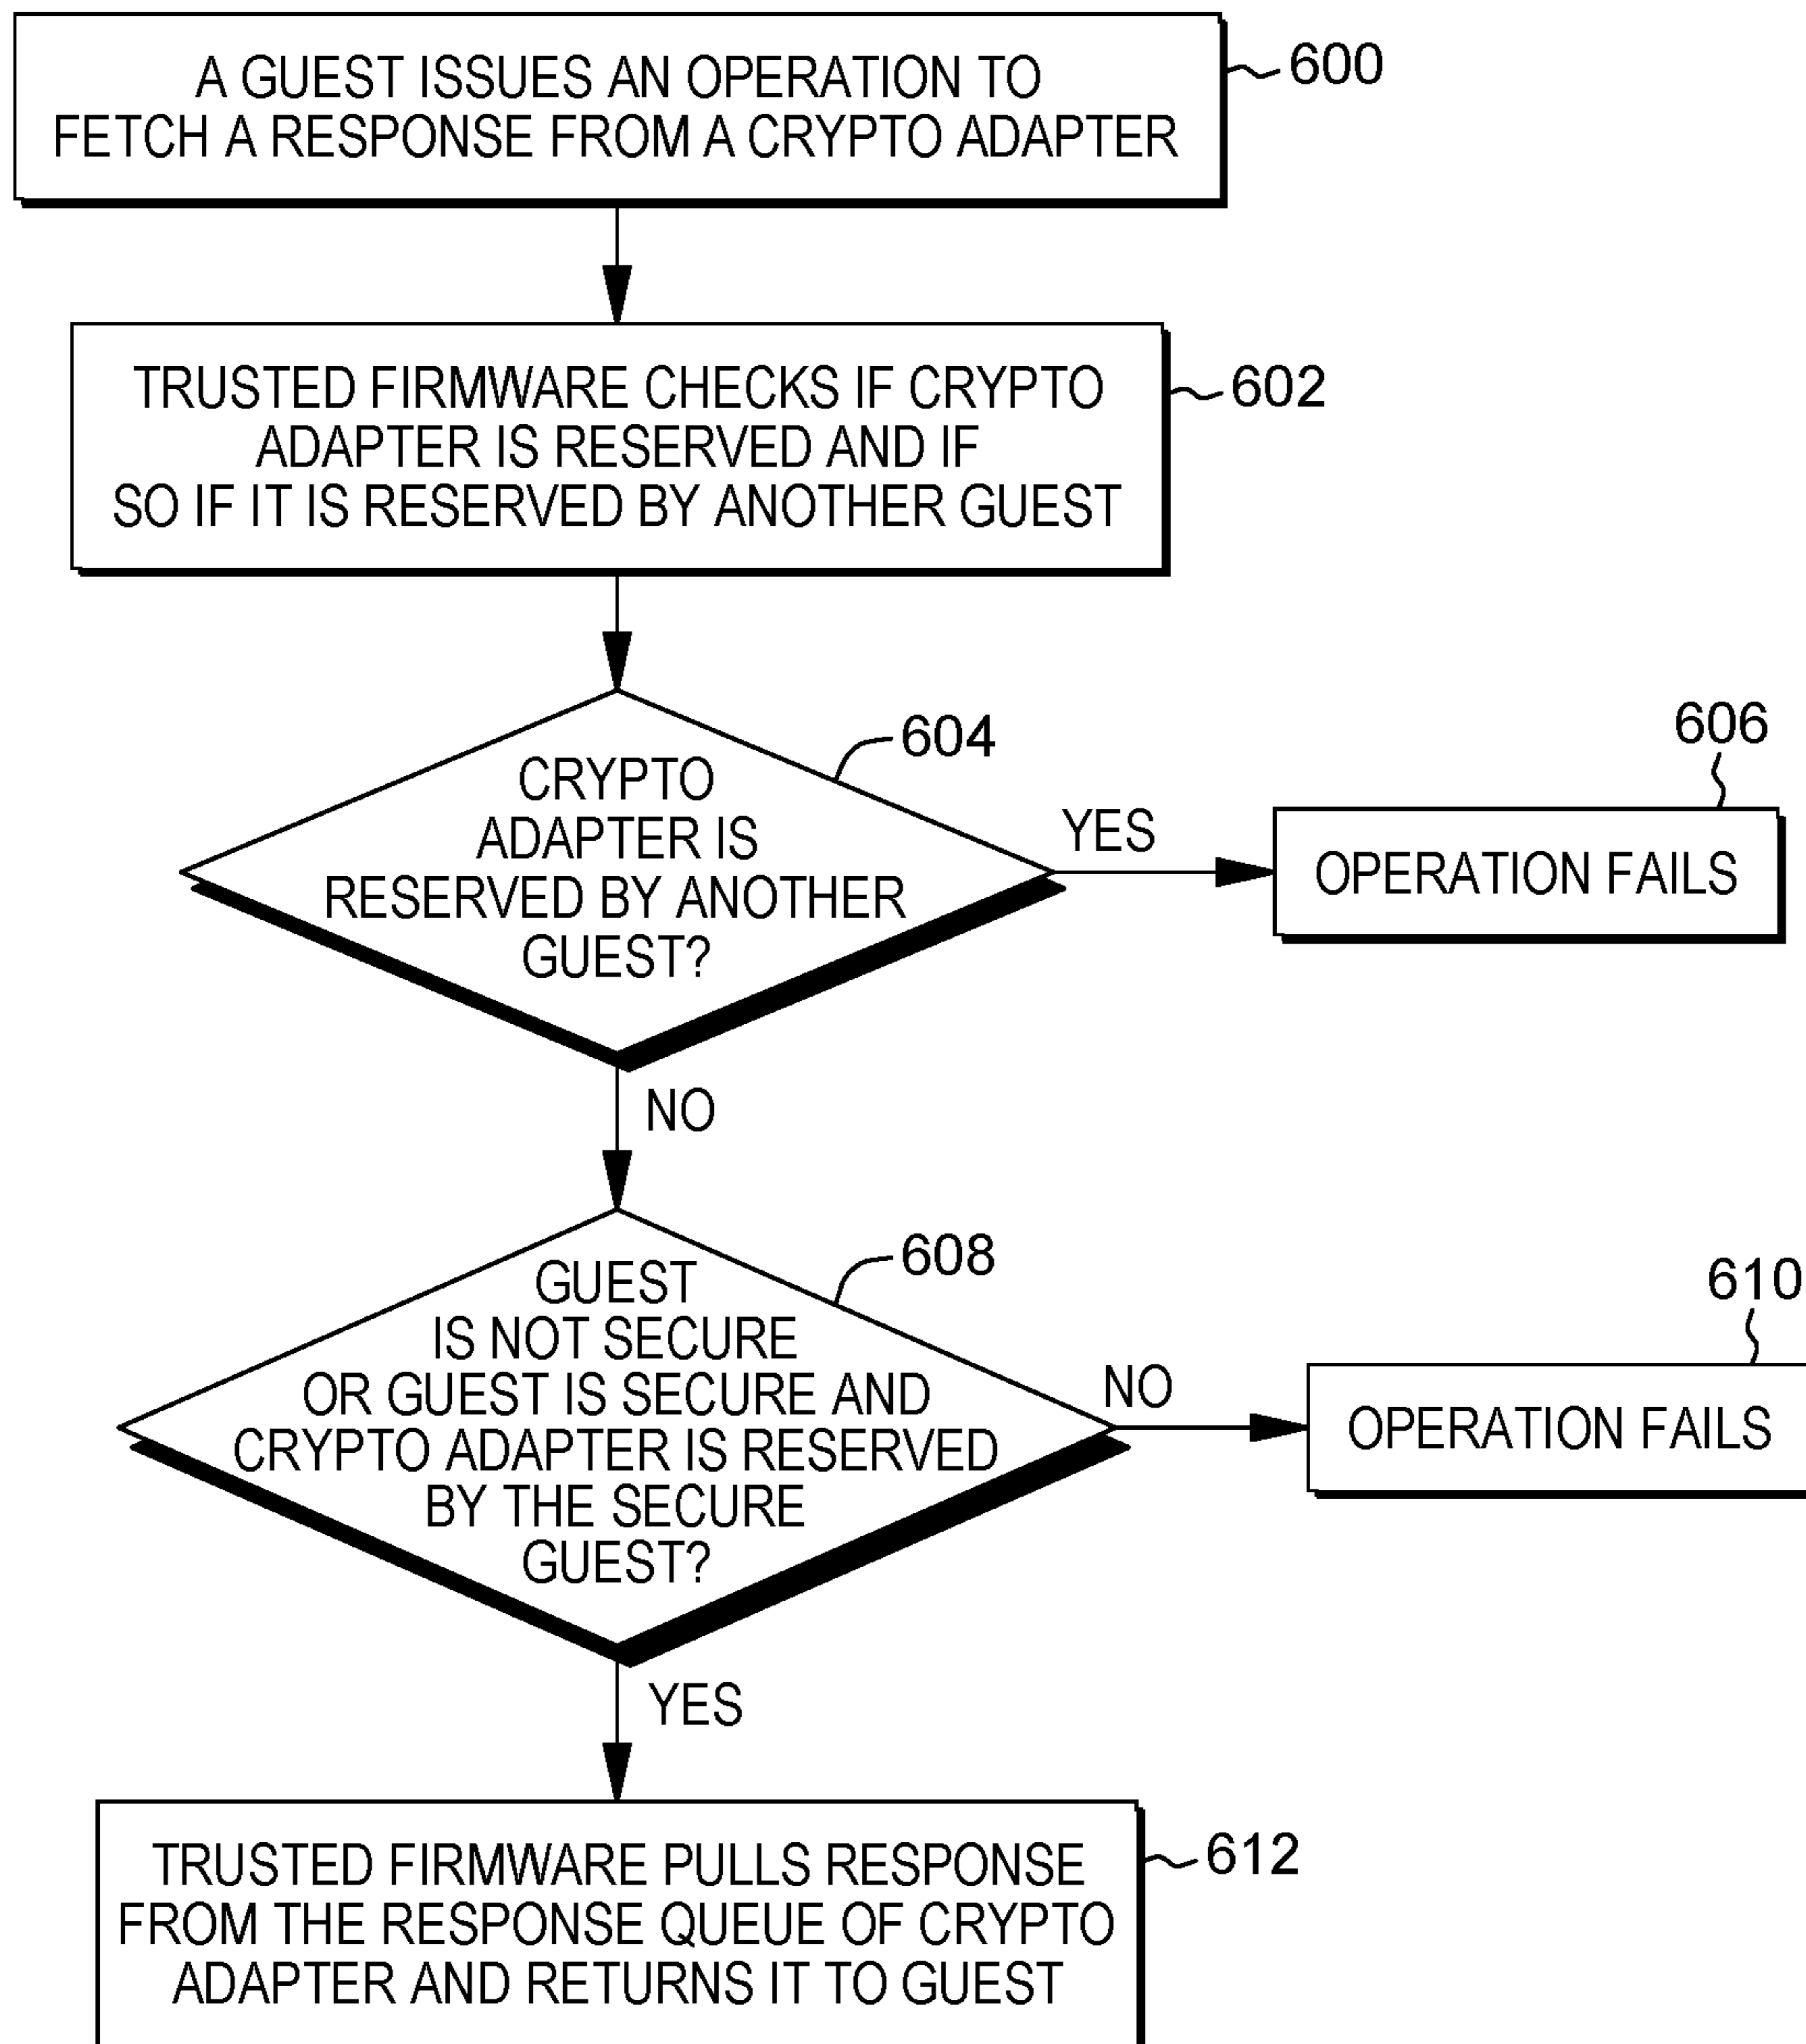 A GUEST ISSUES AN OPERATION TO
FETCH A RESPONSE FROM A CRYPTO ADAPTER
600
TRUSTED FIRMWARE CHECKS IF CRYPTO
ADAPTER IS RESERVED AND IF
SO IF IT IS RESERVED BY ANOTHER GUEST
602
CRYPTO
ADAPTER IS
RESERVED BY ANOTHER
GUEST?
604
YES
606
OPERATION FAILS
NO
GUEST
IS NOT SECURE
OR GUEST IS SECURE AND
CRYPTO ADAPTER IS RESERVED
BY THE SECURE
GUEST?
608
NO
610
OPERATION FAILS
YES
TRUSTED FIRMWARE PULLS RESPONSE
FROM THE RESPONSE QUEUE OF CRYPTO
ADAPTER AND RETURNS IT TO GUEST
612